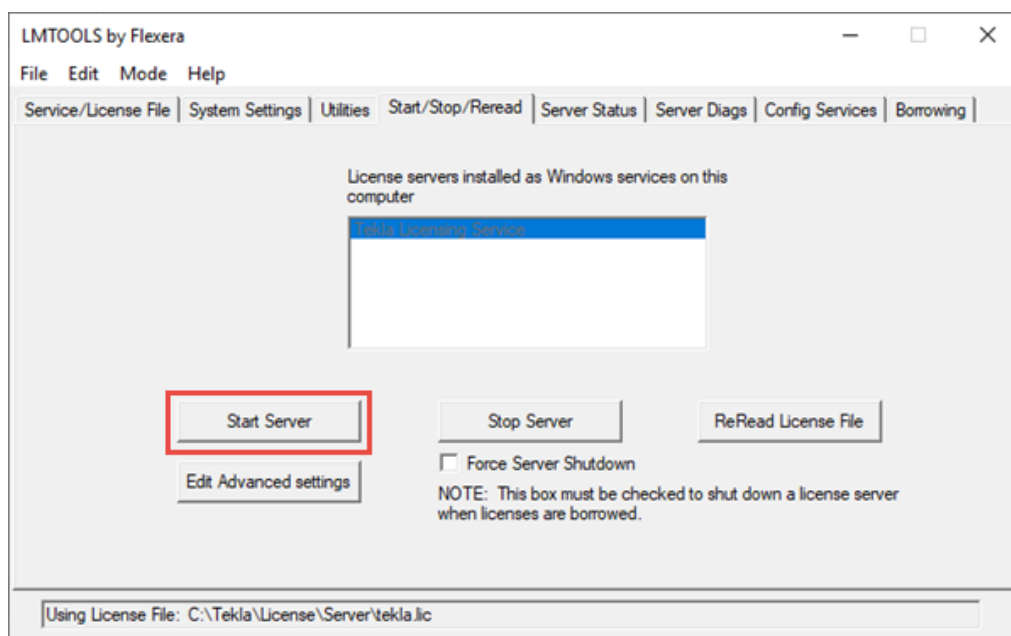 LMTOOLS by Flexera
File Edit Mode Help
Service/License File System Settings Utilities Start/Stop/Reread Server Status Server Diags Config Services Borrowing
License servers installed as Windows services on this
computer
Tekla Licensing Service
Start Server Stop Server ReRead License File
Force Server Shutdown
Edit Advanced settings
NOTE: This box must be checked to shut down a license server
when licenses are borrowed.
Using License File: C:\Tekla\License\Server\tekla.lic